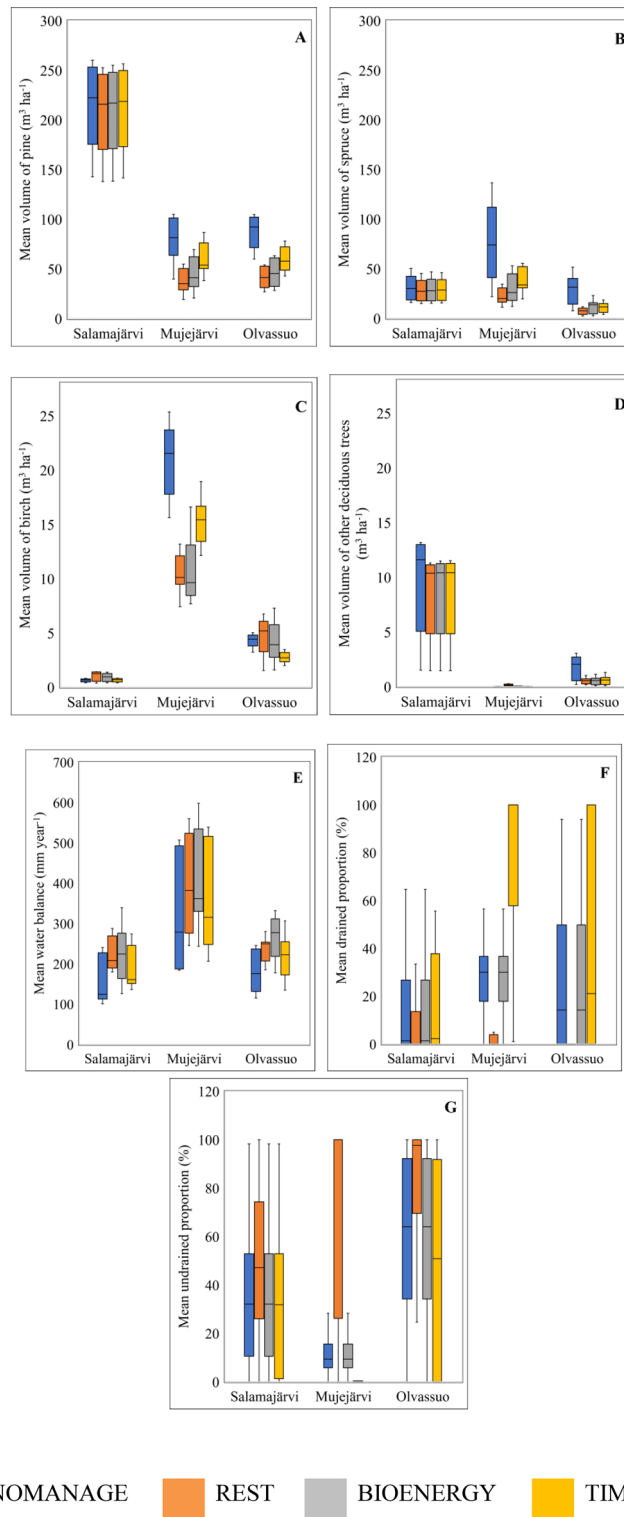 A
Mean volume of pine (m³ ha⁻¹)
300
250
200
150
100
50
0
Salamajärvi Mujejärvi Olvassuo
B
Mean volume of spruce (m³ ha⁻¹)
300
250
200
150
100
50
0
Salamajärvi Mujejärvi Olvassuo
C
Mean volume of birch (m³ ha⁻¹)
25
20
15
10
5
0
Salamajärvi Mujejärvi Olvassuo
D
Mean volume of other deciduous trees
(m³ ha⁻¹)
25
20
15
10
5
0
Salamajärvi Mujejärvi Olvassuo
E
Mean water balance (mm year⁻¹)
700
600
500
400
300
200
100
0
Salamajärvi Mujejärvi Olvassuo
F
Mean drained proportion (%)
120
100
80
60
40
20
0
Salamajärvi Mujejärvi Olvassuo
G
Mean undrained proportion (%)
120
100
80
60
40
20
0
Salamajärvi Mujejärvi Olvassuo
NOMANAGE REST BIOENERGY TIM